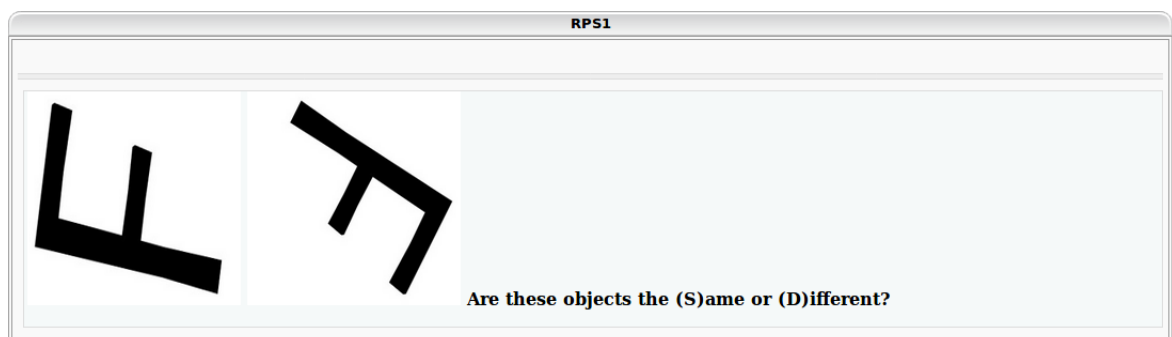 RPS1
F F
Are these objects the (S)ame or (D)ifferent?